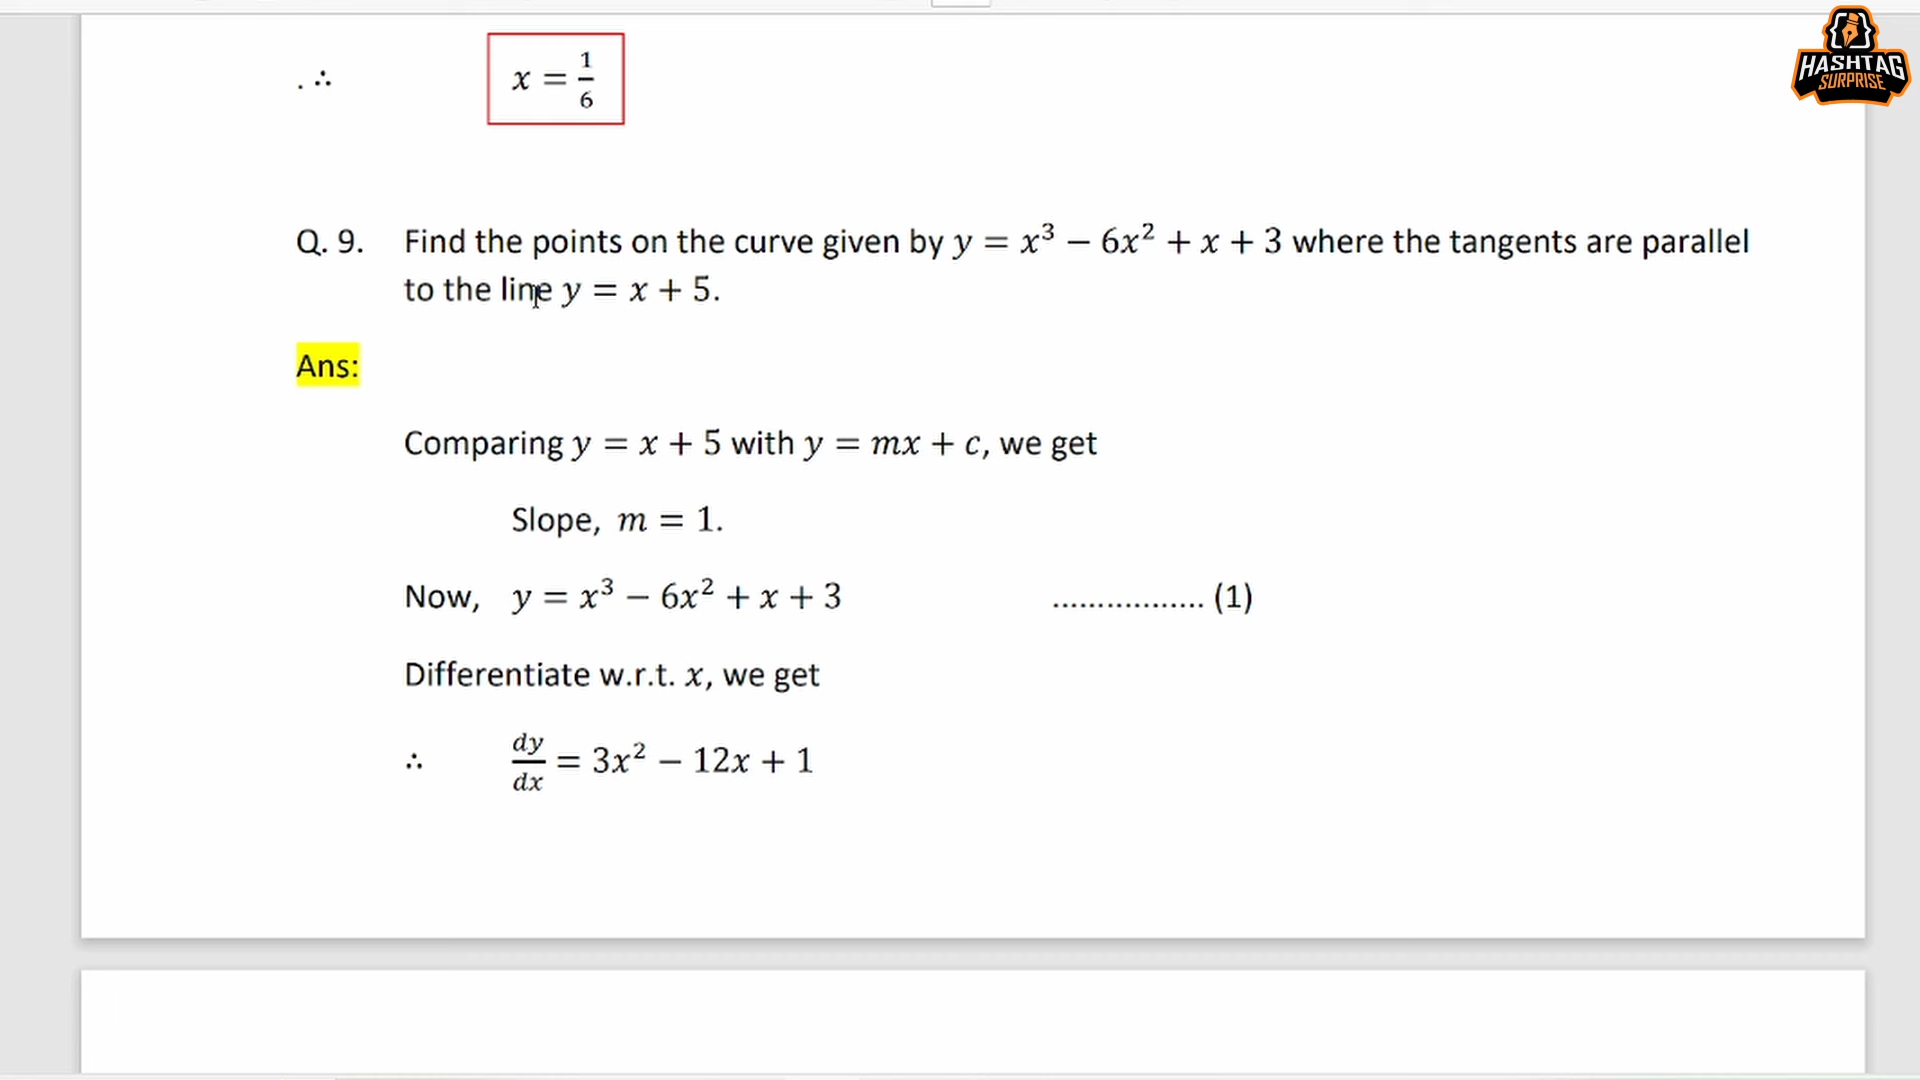 HASHTAG
SURPRISE
. ∴ x = 1/6
Q. 9. Find the points on the curve given by y = x³ − 6x² + x + 3 where the tangents are parallel
to the line y = x + 5.
Ans:
Comparing y = x + 5 with y = mx + c, we get
Slope, m = 1.
Now, y = x³ − 6x² + x + 3 ................. (1)
Differentiate w.r.t. x, we get
∴ dy/dx = 3x² − 12x + 1